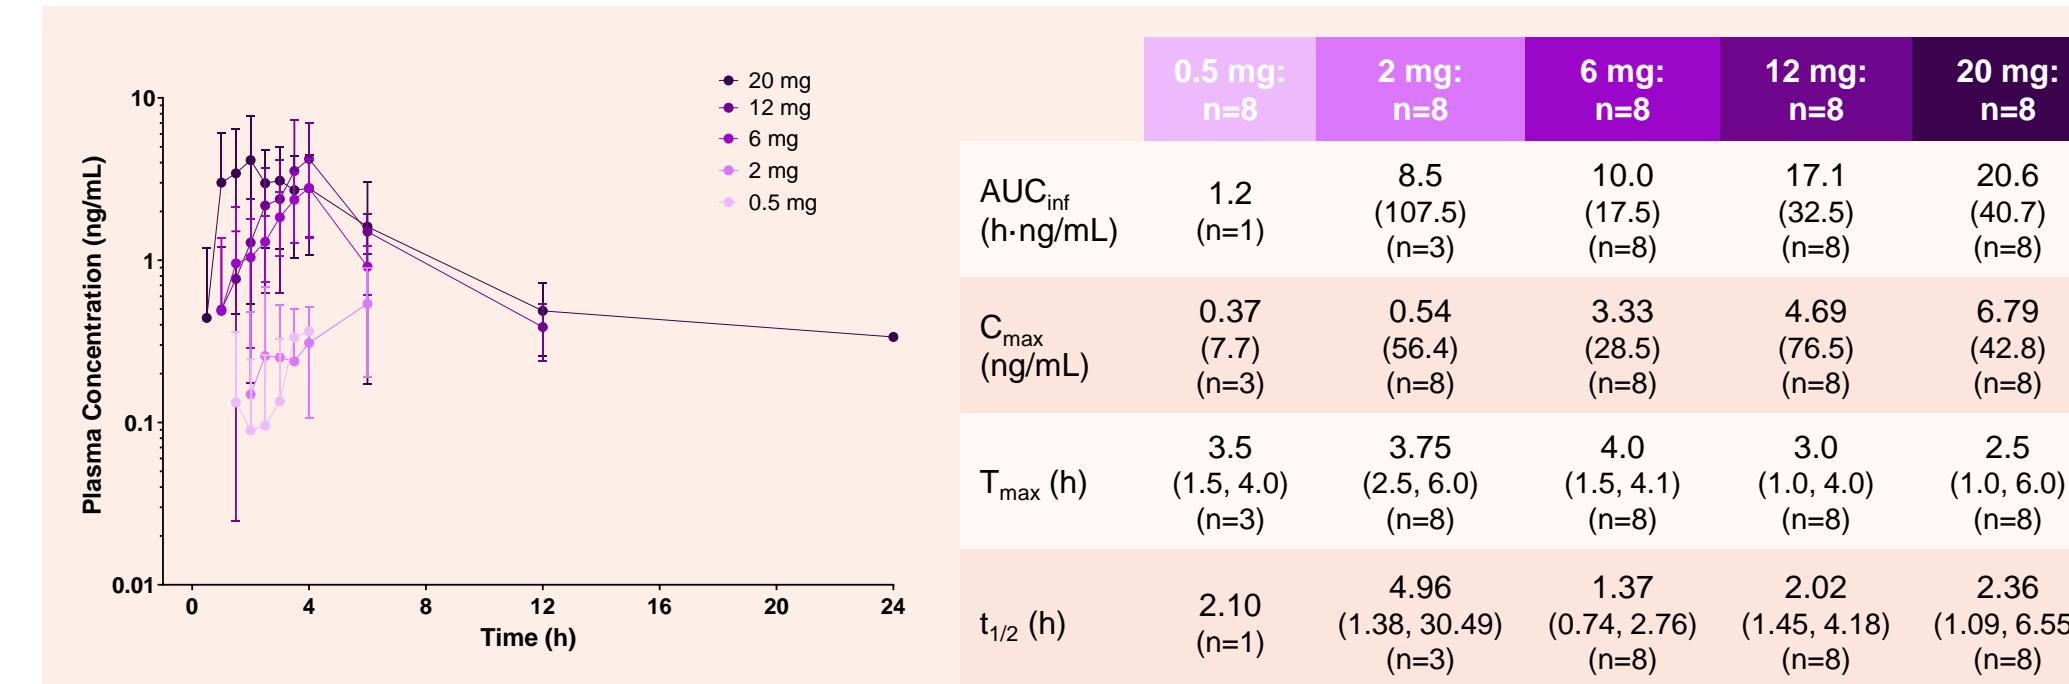 20 mg
12 mg
6 mg
2 mg
0.5 mg
10
1
0.1
0.01
Plasma Concentration (ng/mL)
0 4 8 12 16 20 24
Time (h)
0.5 mg: 2 mg: 6 mg: 12 mg: 20 mg:
n=8 n=8 n=8 n=8 n=8
AUCinf (h·ng/mL)
1.2 (n=1)
8.5 (107.5) (n=3)
10.0 (17.5) (n=8)
17.1 (32.5) (n=8)
20.6 (40.7) (n=8)
Cmax (ng/mL)
0.37 (7.7) (n=3)
0.54 (56.4) (n=8)
3.33 (28.5) (n=8)
4.69 (76.5) (n=8)
6.79 (42.8) (n=8)
Tmax (h)
3.5 (1.5, 4.0) (n=3)
3.75 (2.5, 6.0) (n=8)
4.0 (1.5, 4.1) (n=8)
3.0 (1.0, 4.0) (n=8)
2.5 (1.0, 6.0) (n=8)
t1/2 (h)
2.10 (n=1)
4.96 (1.38, 30.49) (n=3)
1.37 (0.74, 2.76) (n=8)
2.02 (1.45, 4.18) (n=8)
2.36 (1.09, 6.55 (n=8)